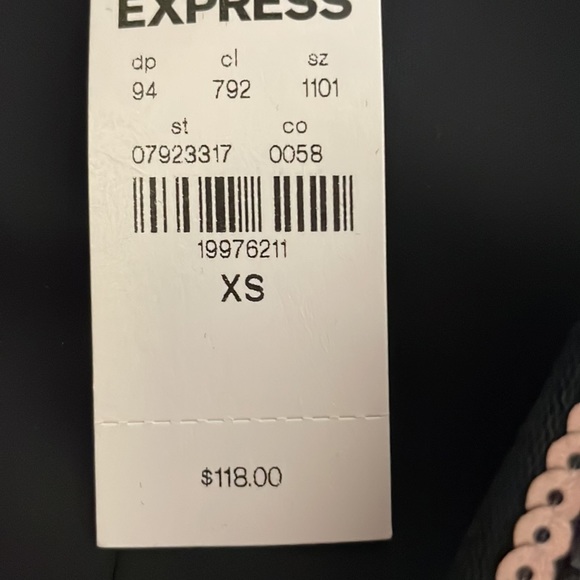 EXPRESS
dp cl sz
94 792 1101
st co
07923317 0058
19976211
XS
$118.00